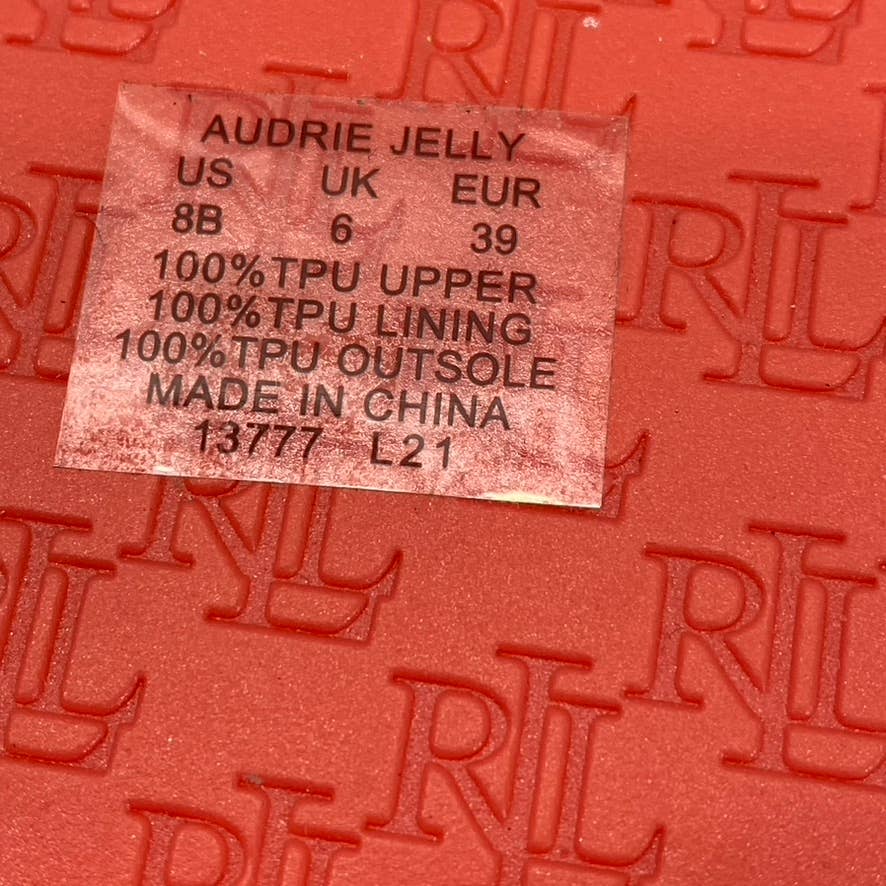 AUDRIE JELLY
US UK EUR
8B 6 39
100%TPU UPPER
100%TPU LINING
100%TPU OUTSOLE
MADE IN CHINA
13777 L21